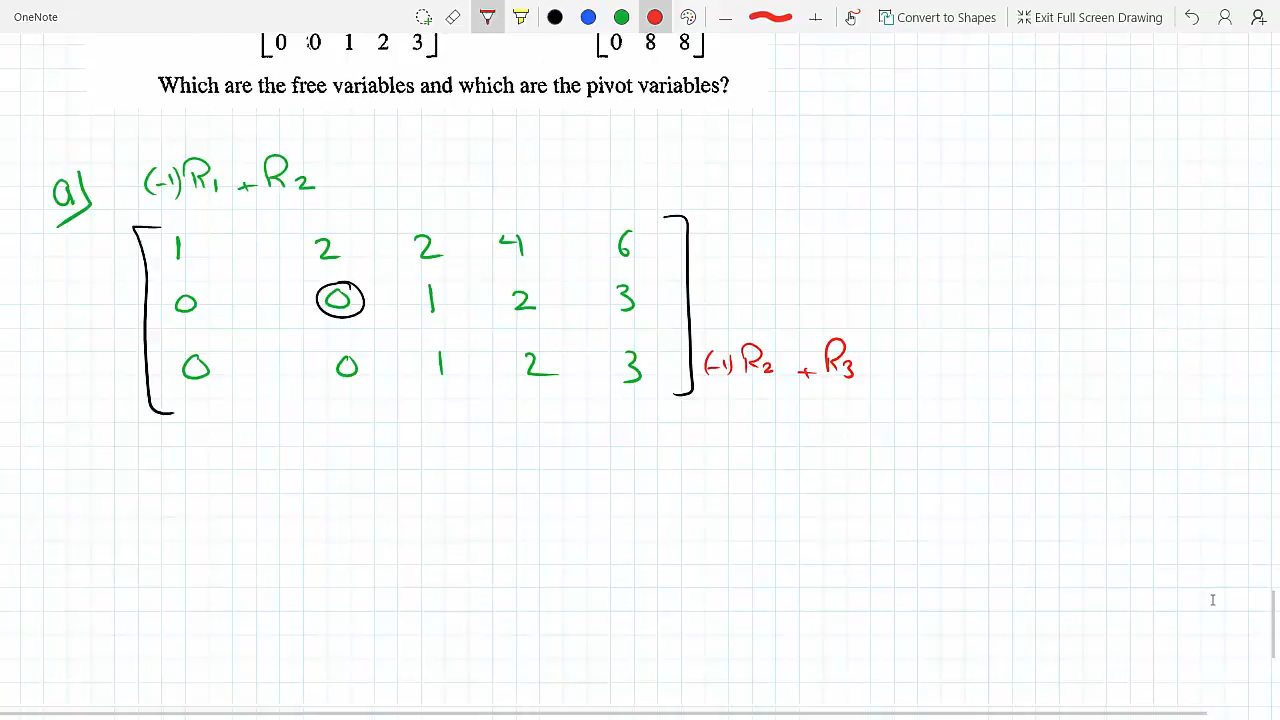 OneNote
Convert to Shapes
Exit Full Screen Drawing
[0 0 1 2 3]
[0 8 8]
Which are the free variables and which are the pivot variables?
a)
(-1)R₁ + R₂
1 2 2 4 6
0 0 1 2 3
0 0 1 2 3
(-1)R₂ + R₃